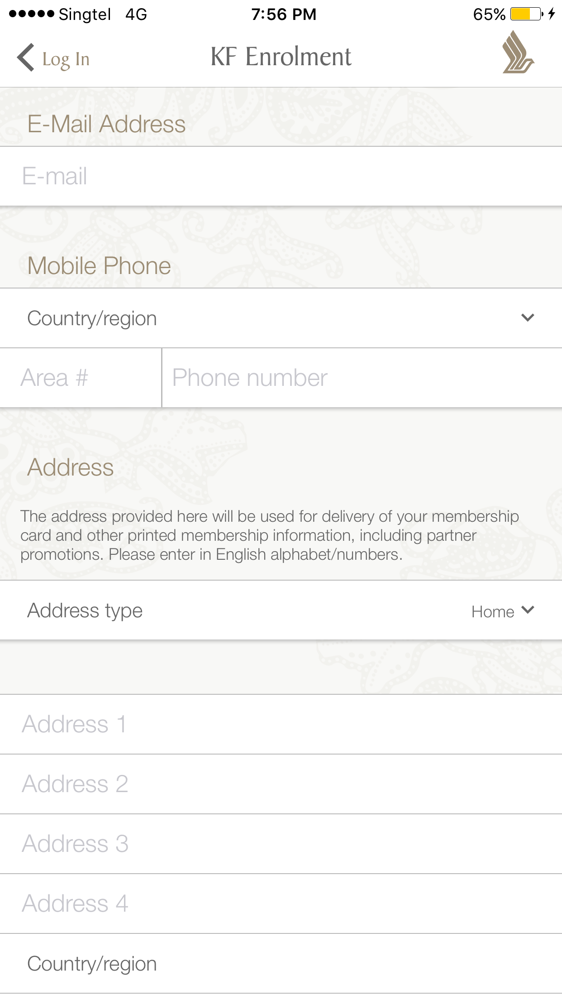 Singtel 4G 7:56 PM 65%
Log In KF Enrolment
E-Mail Address
E-mail
Mobile Phone
Country/region
Area # Phone number
Address
The address provided here will be used for delivery of your membership
card and other printed membership information, including partner
promotions. Please enter in English alphabet/numbers.
Address type Home
Address 1
Address 2
Address 3
Address 4
Country/region